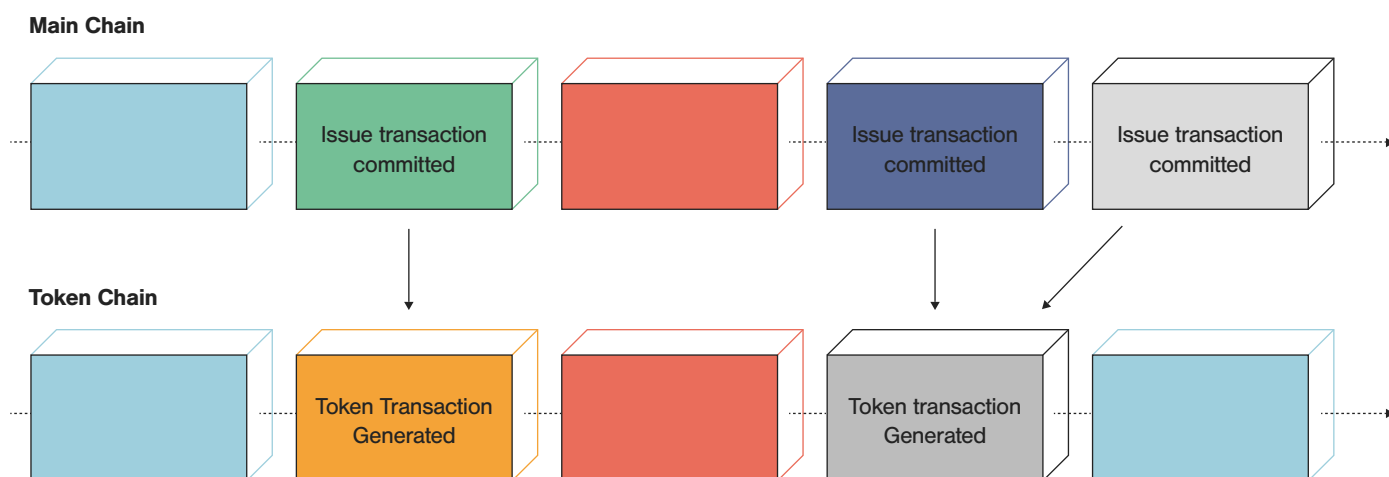 Main Chain
Issue transaction
committed
Issue transaction
committed
Issue transaction
committed
Token Chain
Token Transaction
Generated
Token transaction
Generated